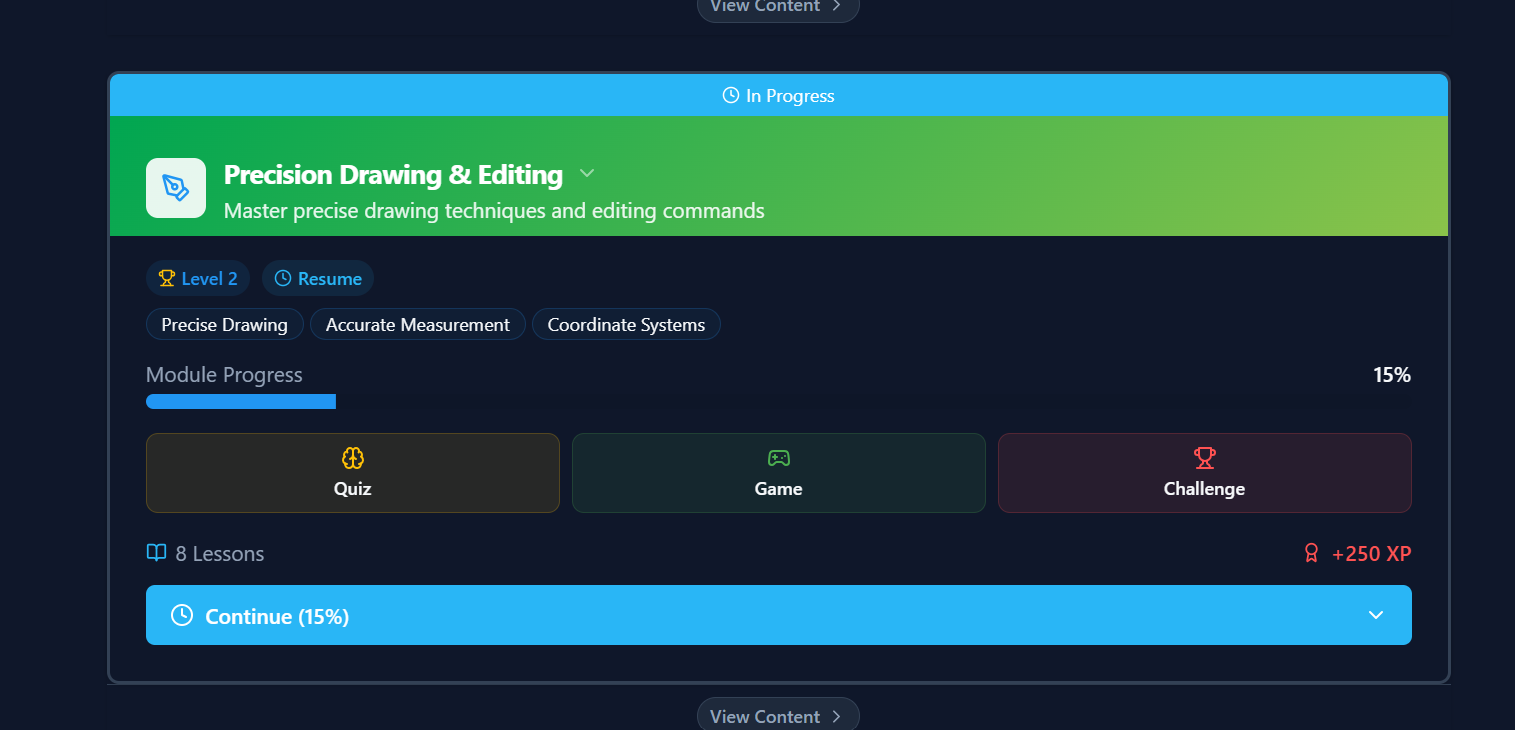 View Content
In Progress
Precision Drawing & Editing
Master precise drawing techniques and editing commands
Level 2
Resume
Precise Drawing
Accurate Measurement
Coordinate Systems
Module Progress
15%
Quiz
Game
Challenge
8 Lessons
+250 XP
Continue (15%)
View Content